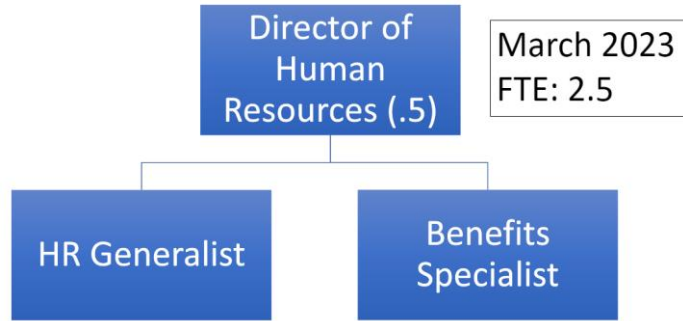 Director of
Human
Resources (.5)
March 2023
FTE: 2.5
HR Generalist
Benefits
Specialist